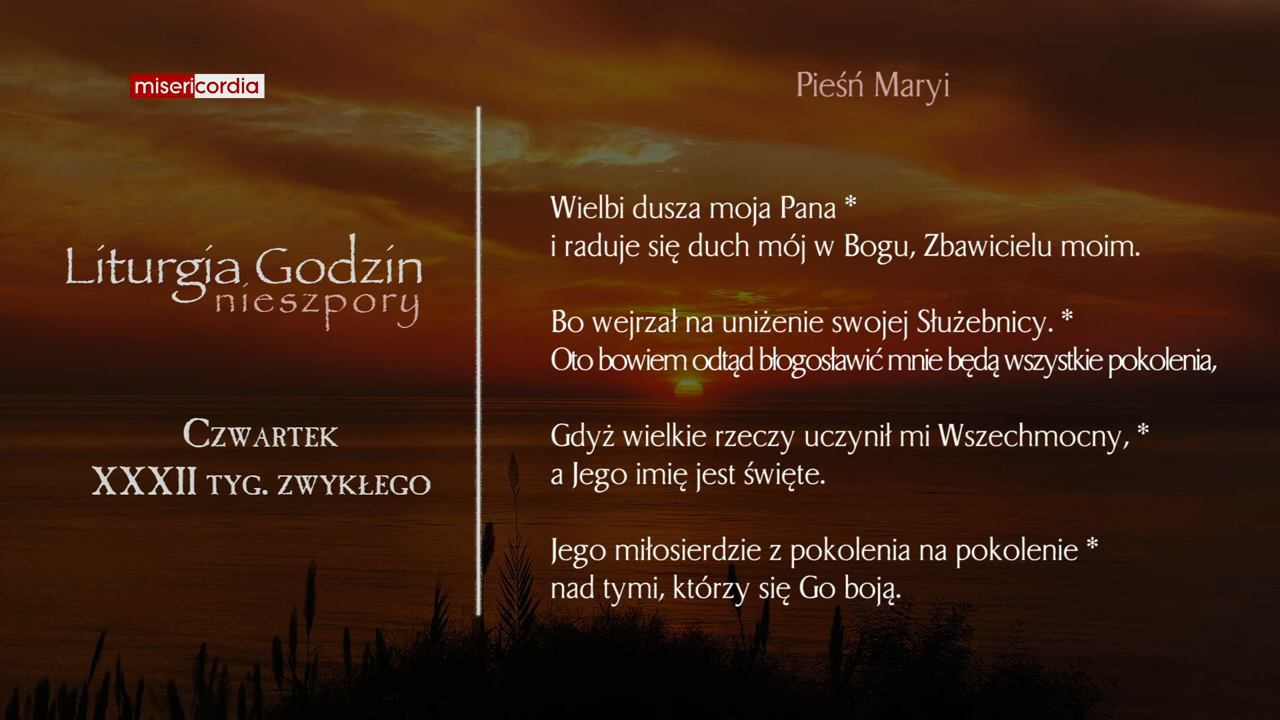 misericordia
Liturgia Godzin
nieszpory
Czwartek
XXXII tyg. zwykłego
Pieśń Maryi
Wielbi dusza moja Pana *
i raduje się duch mój w Bogu, Zbawicielu moim.
Bo wejrzał na uniżenie swojej Służebnicy. *
Oto bowiem odtąd błogosławić mnie będą wszystkie pokolenia,
Gdyż wielkie rzeczy uczynił mi Wszechmocny, *
a Jego imię jest święte.
Jego miłosierdzie z pokolenia na pokolenie *
nad tymi, którzy się Go boją.